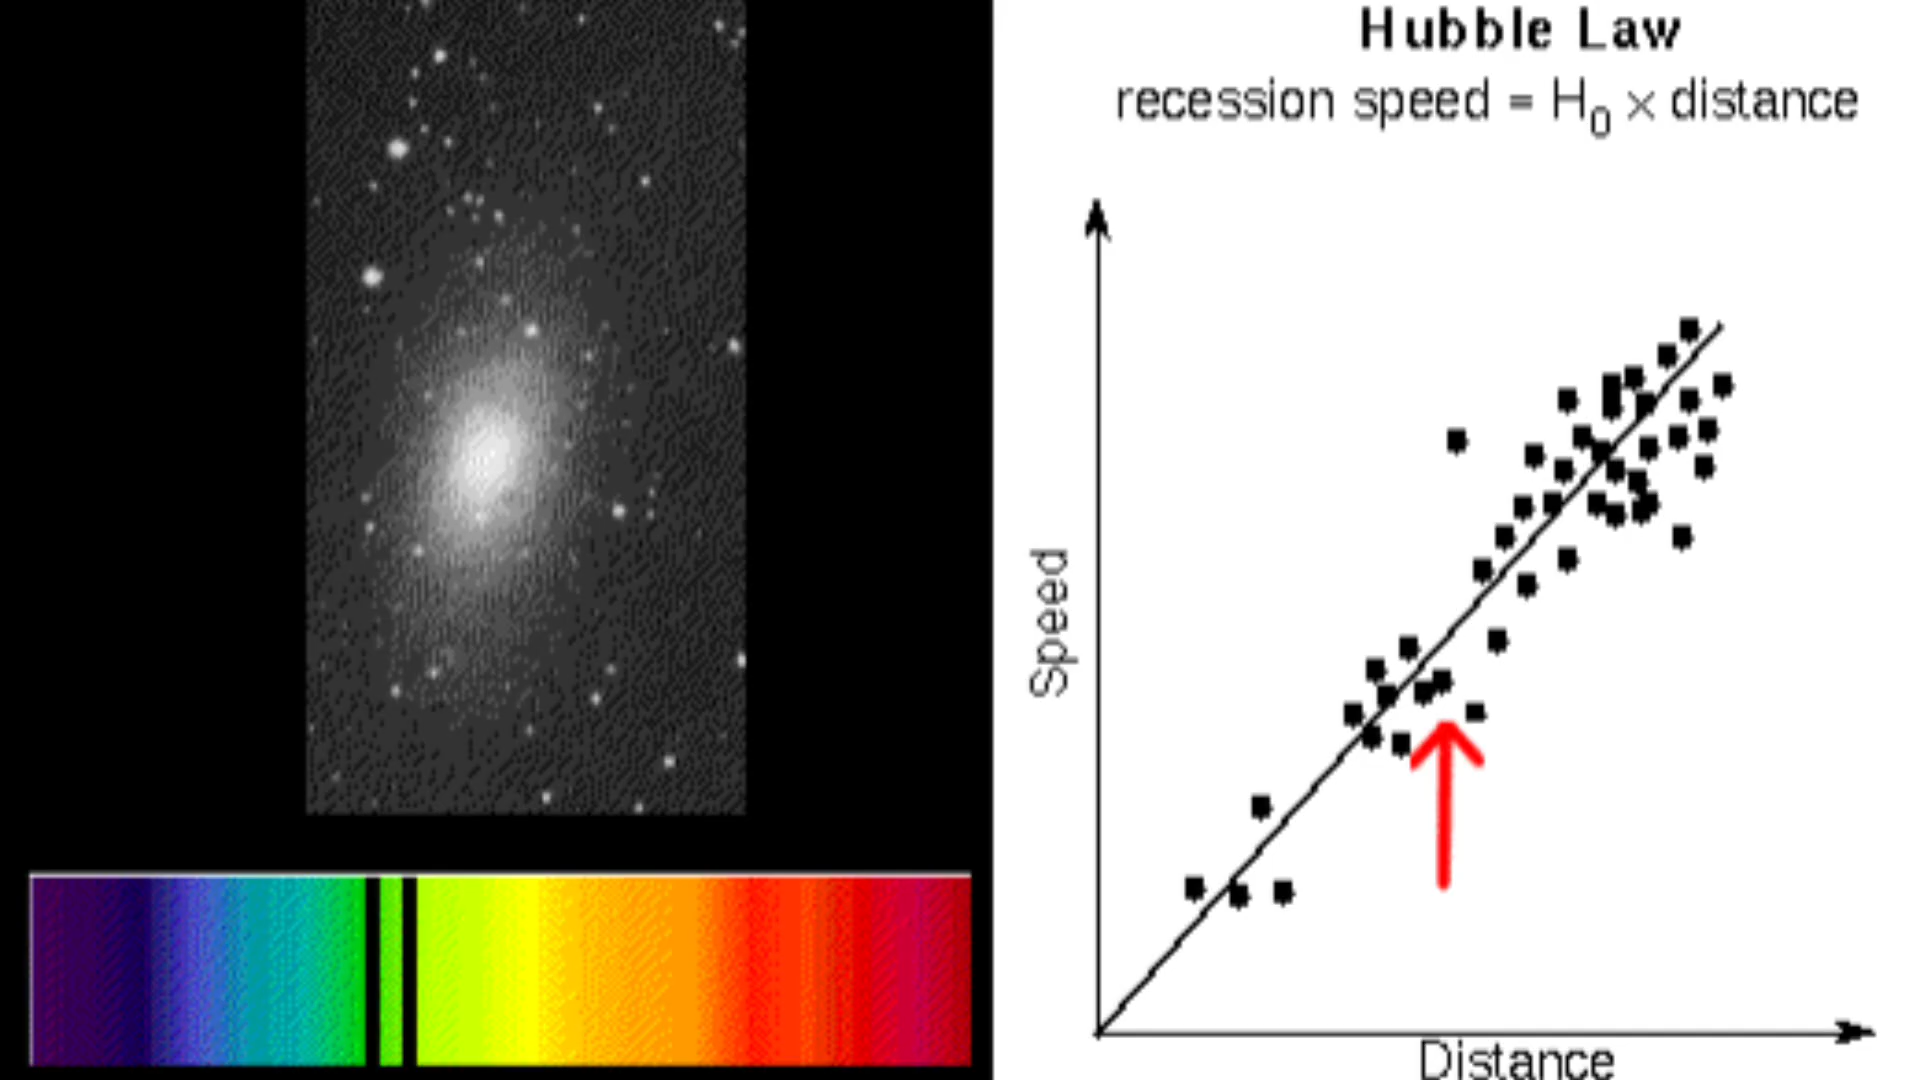 Hubble Law
recession speed = H₀ × distance
Speed
Distance